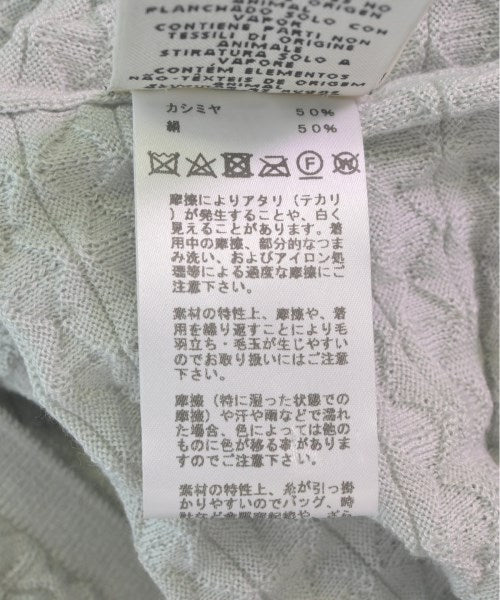 ANIMAL ORIGEN
PLANCHADO SÓLO CON
VAPOR
CONTIENE PARTI NON
TESSILI DI ORIGINE
ANIMALE
STIRATURA SOLO A
VAPORE
CONTÉM ELEMENTOS
NÃO-TÊXTEIS DE ORIGEM
カシミヤ 50%
絹 50%
F
W
摩擦によりアタリ(テカリ
)が発生することや、白く
見えることがあります。着
用中の摩擦、部分的なつま
み洗い、およびアイロン処
理等による過度な摩擦にご
注意下さい。
素材の特性上、摩擦や、着
用を繰り返すことにより毛
羽立ち・毛玉が生じやすい
のでお取り扱いにはご注意
下さい。
摩擦(特に湿った状態での
摩擦)や汗や雨などで濡れ
た場合、色によっては他の
ものに色が移る事がありま
すのでご注意下さい。
素材の特性上、糸が引っ掛
かりやすいのでバッグ、時